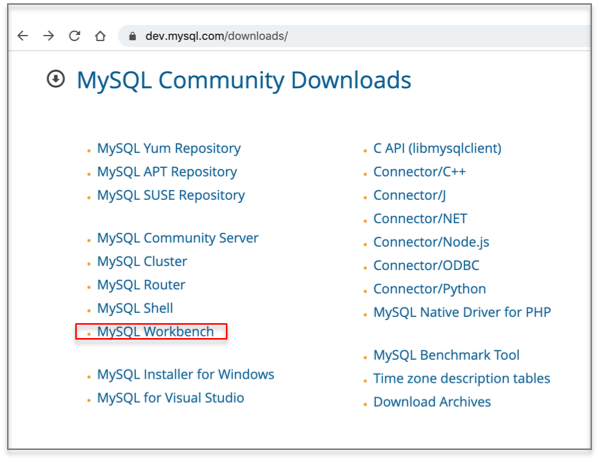 dev.mysql.com/downloads/
MySQL Community Downloads
MySQL Yum Repository
MySQL APT Repository
MySQL SUSE Repository
MySQL Community Server
MySQL Cluster
MySQL Router
MySQL Shell
MySQL Workbench
MySQL Installer for Windows
MySQL for Visual Studio
C API (libmysqlclient)
Connector/C++
Connector/J
Connector/NET
Connector/Node.js
Connector/ODBC
Connector/Python
MySQL Native Driver for PHP
MySQL Benchmark Tool
Time zone description tables
Download Archives